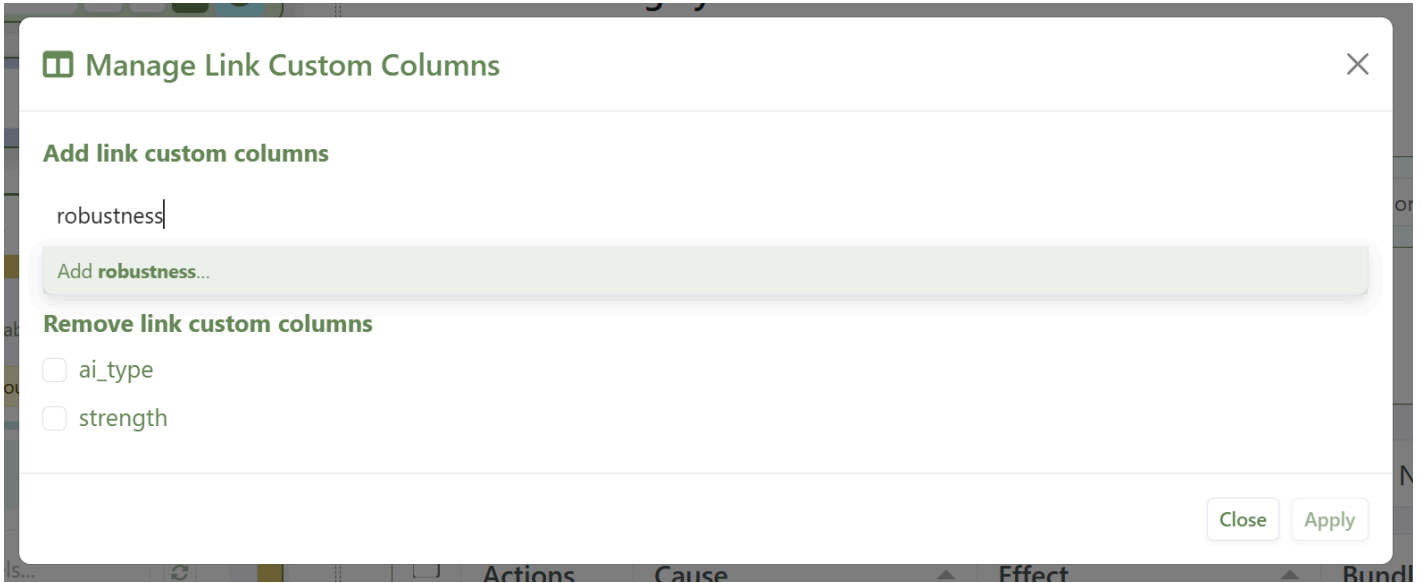 Manage Link Custom Columns
Add link custom columns
robustness
Add robustness...
Remove link custom columns
ai_type
strength
Close Apply
Actions Cause Effect